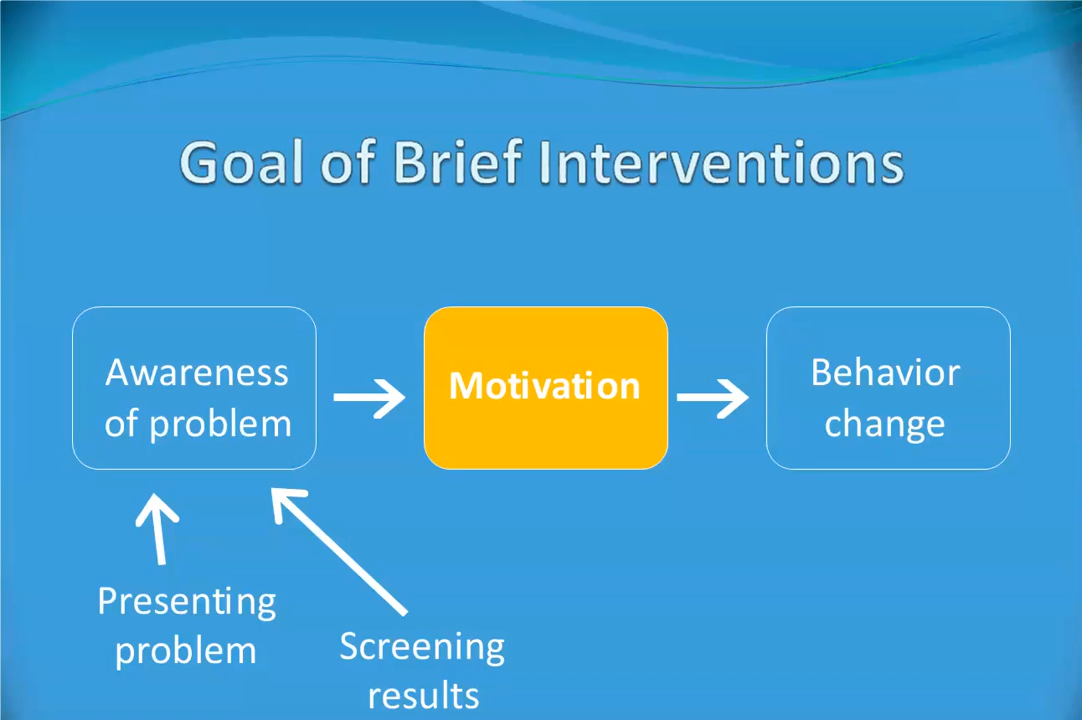 Goal of Brief Interventions
Awareness
of problem
Motivation
Behavior
change
Presenting
problem
Screening
results